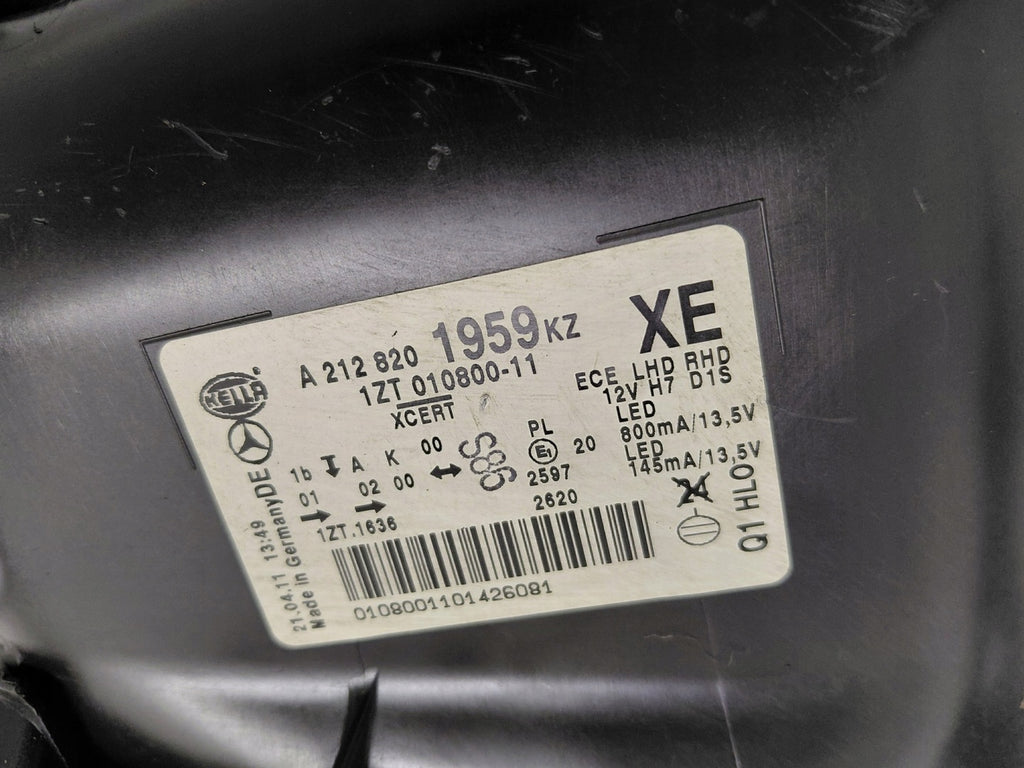 HELLA
A 212 820 1959 KZ
XE
1ZT 010800-11
XCERT
ECE LHD RHD
12V H7 D1S
LED
800mA/13,5V
LED
145mA/13,5V
1b A K 00
01 02 00
S86
PL
E1 20
2597
2620
1ZT.1636
0108001101426081
21.04.11 13:49
Made in Germany DE
Q1 HLO